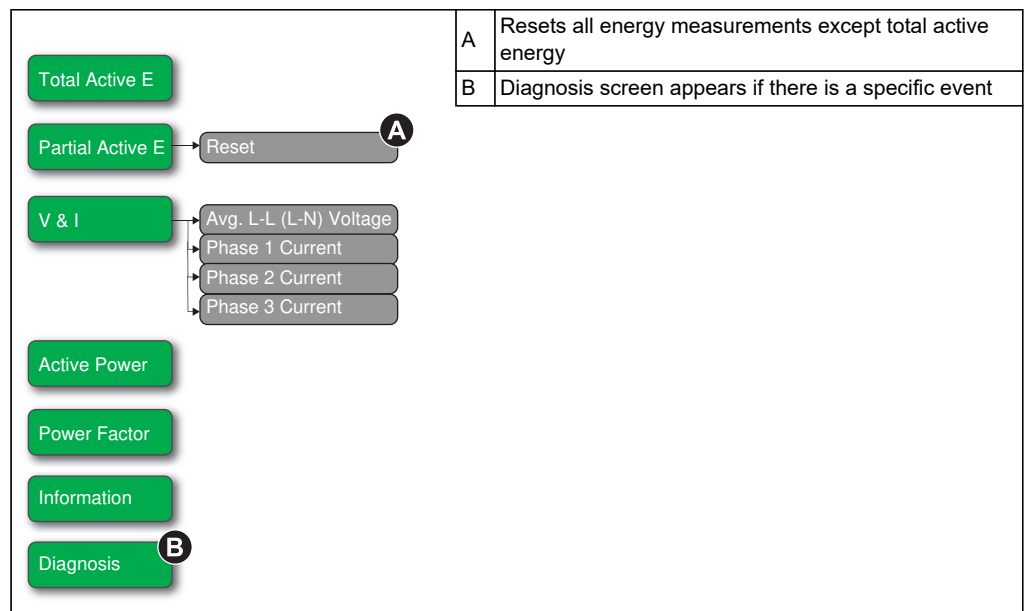 A
Resets all energy measurements except total active
energy
B
Diagnosis screen appears if there is a specific event
Total Active E
Partial Active E
Reset
A
V & I
Avg. L-L (L-N) Voltage
Phase 1 Current
Phase 2 Current
Phase 3 Current
Active Power
Power Factor
Information
Diagnosis
B